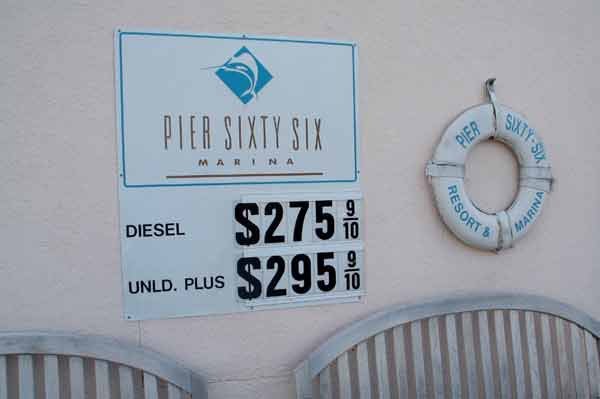 PIER SIXTY SIX
MARINA
DIESEL $275 9/10
UNLD. PLUS $295 9/10
PIER SIXTY-SIX
RESORT & MARINA